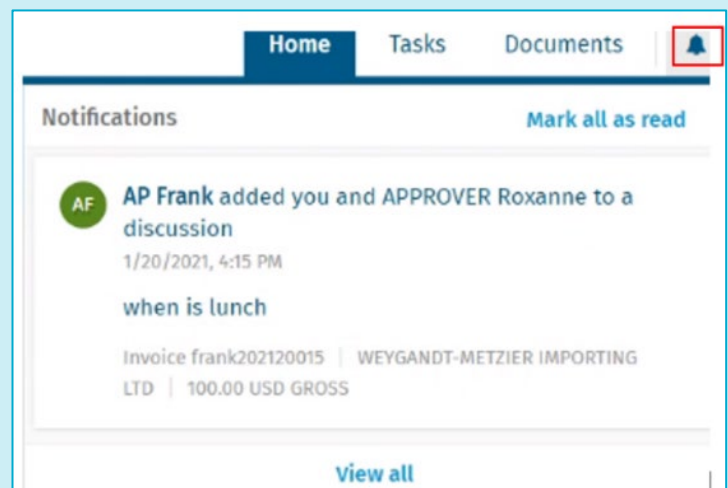 Home Tasks Documents
Notifications Mark all as read
AF AP Frank added you and APPROVER Roxanne to a
discussion
1/20/2021, 4:15 PM
when is lunch
Invoice frank202120015 | WEYGANDT-METZIER IMPORTING
LTD | 100.00 USD GROSS
View all